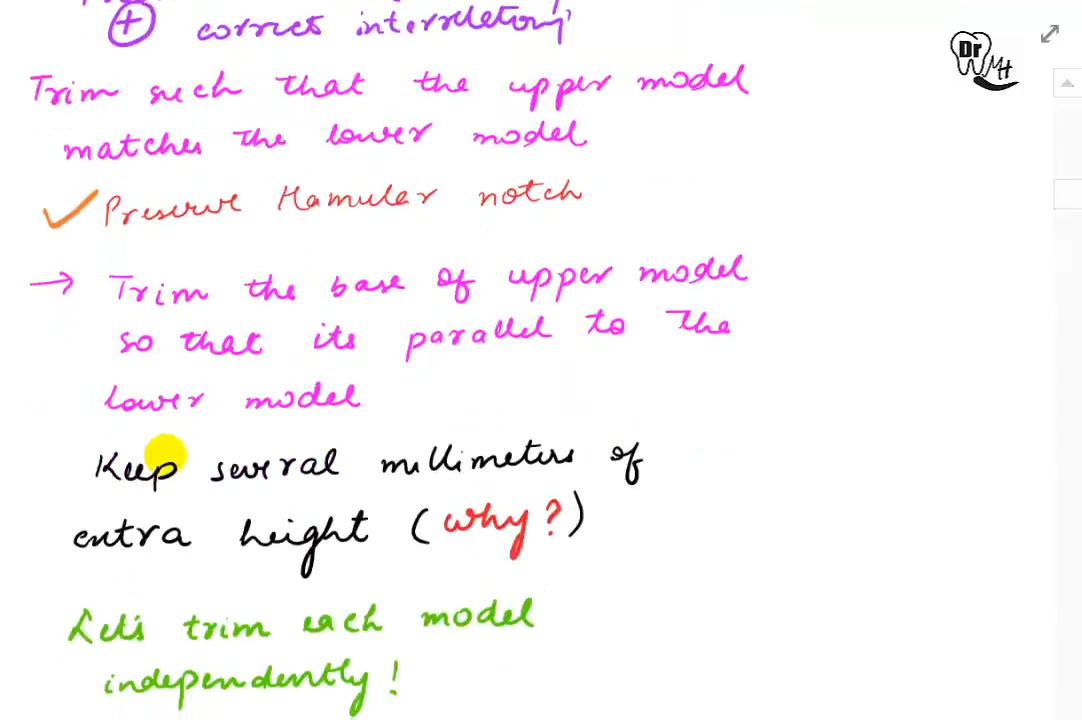 ⊕ correct interrelation;
Trim such that the upper model
matches the lower model
✓ Preserve Hamular notch
→ Trim the base of upper model
so that its parallel to the
lower model
Keep several millimeters of
extra height (why?)
Let's trim each model
independently!
Dr
MH